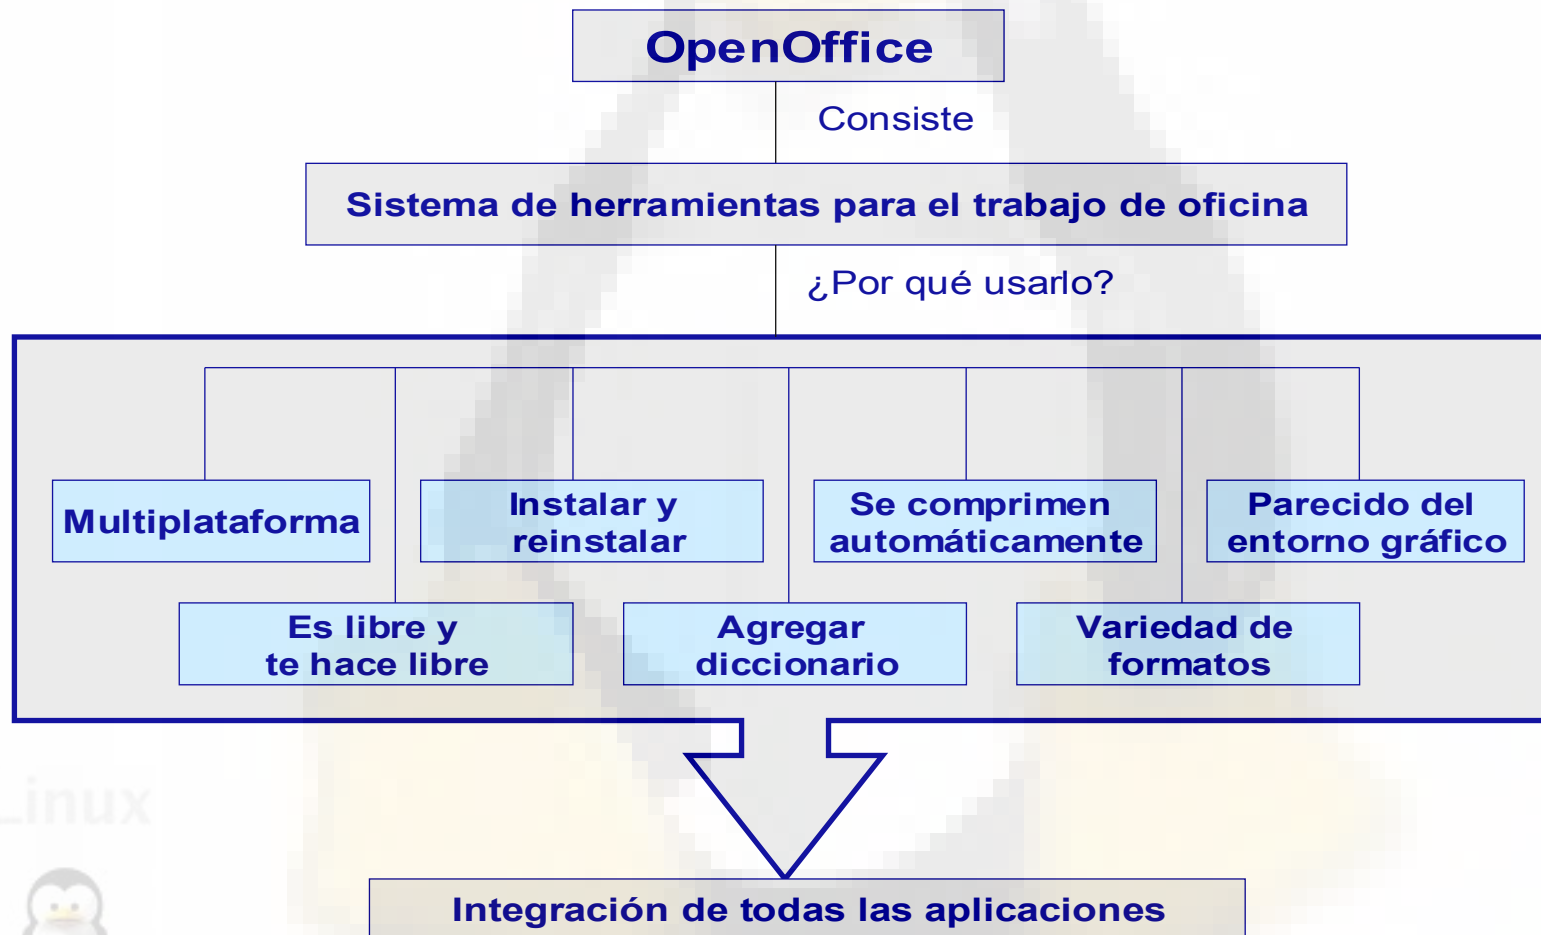 OpenOffice
Consiste
Sistema de herramientas para el trabajo de oficina
¿Por qué usarlo?
Multiplataforma
Instalar y
reinstalar
Se comprimen
automáticamente
Parecido del
entorno gráfico
Es libre y
te hace libre
Agregar
diccionario
Variedad de
formatos
Linux
Integración de todas las aplicaciones